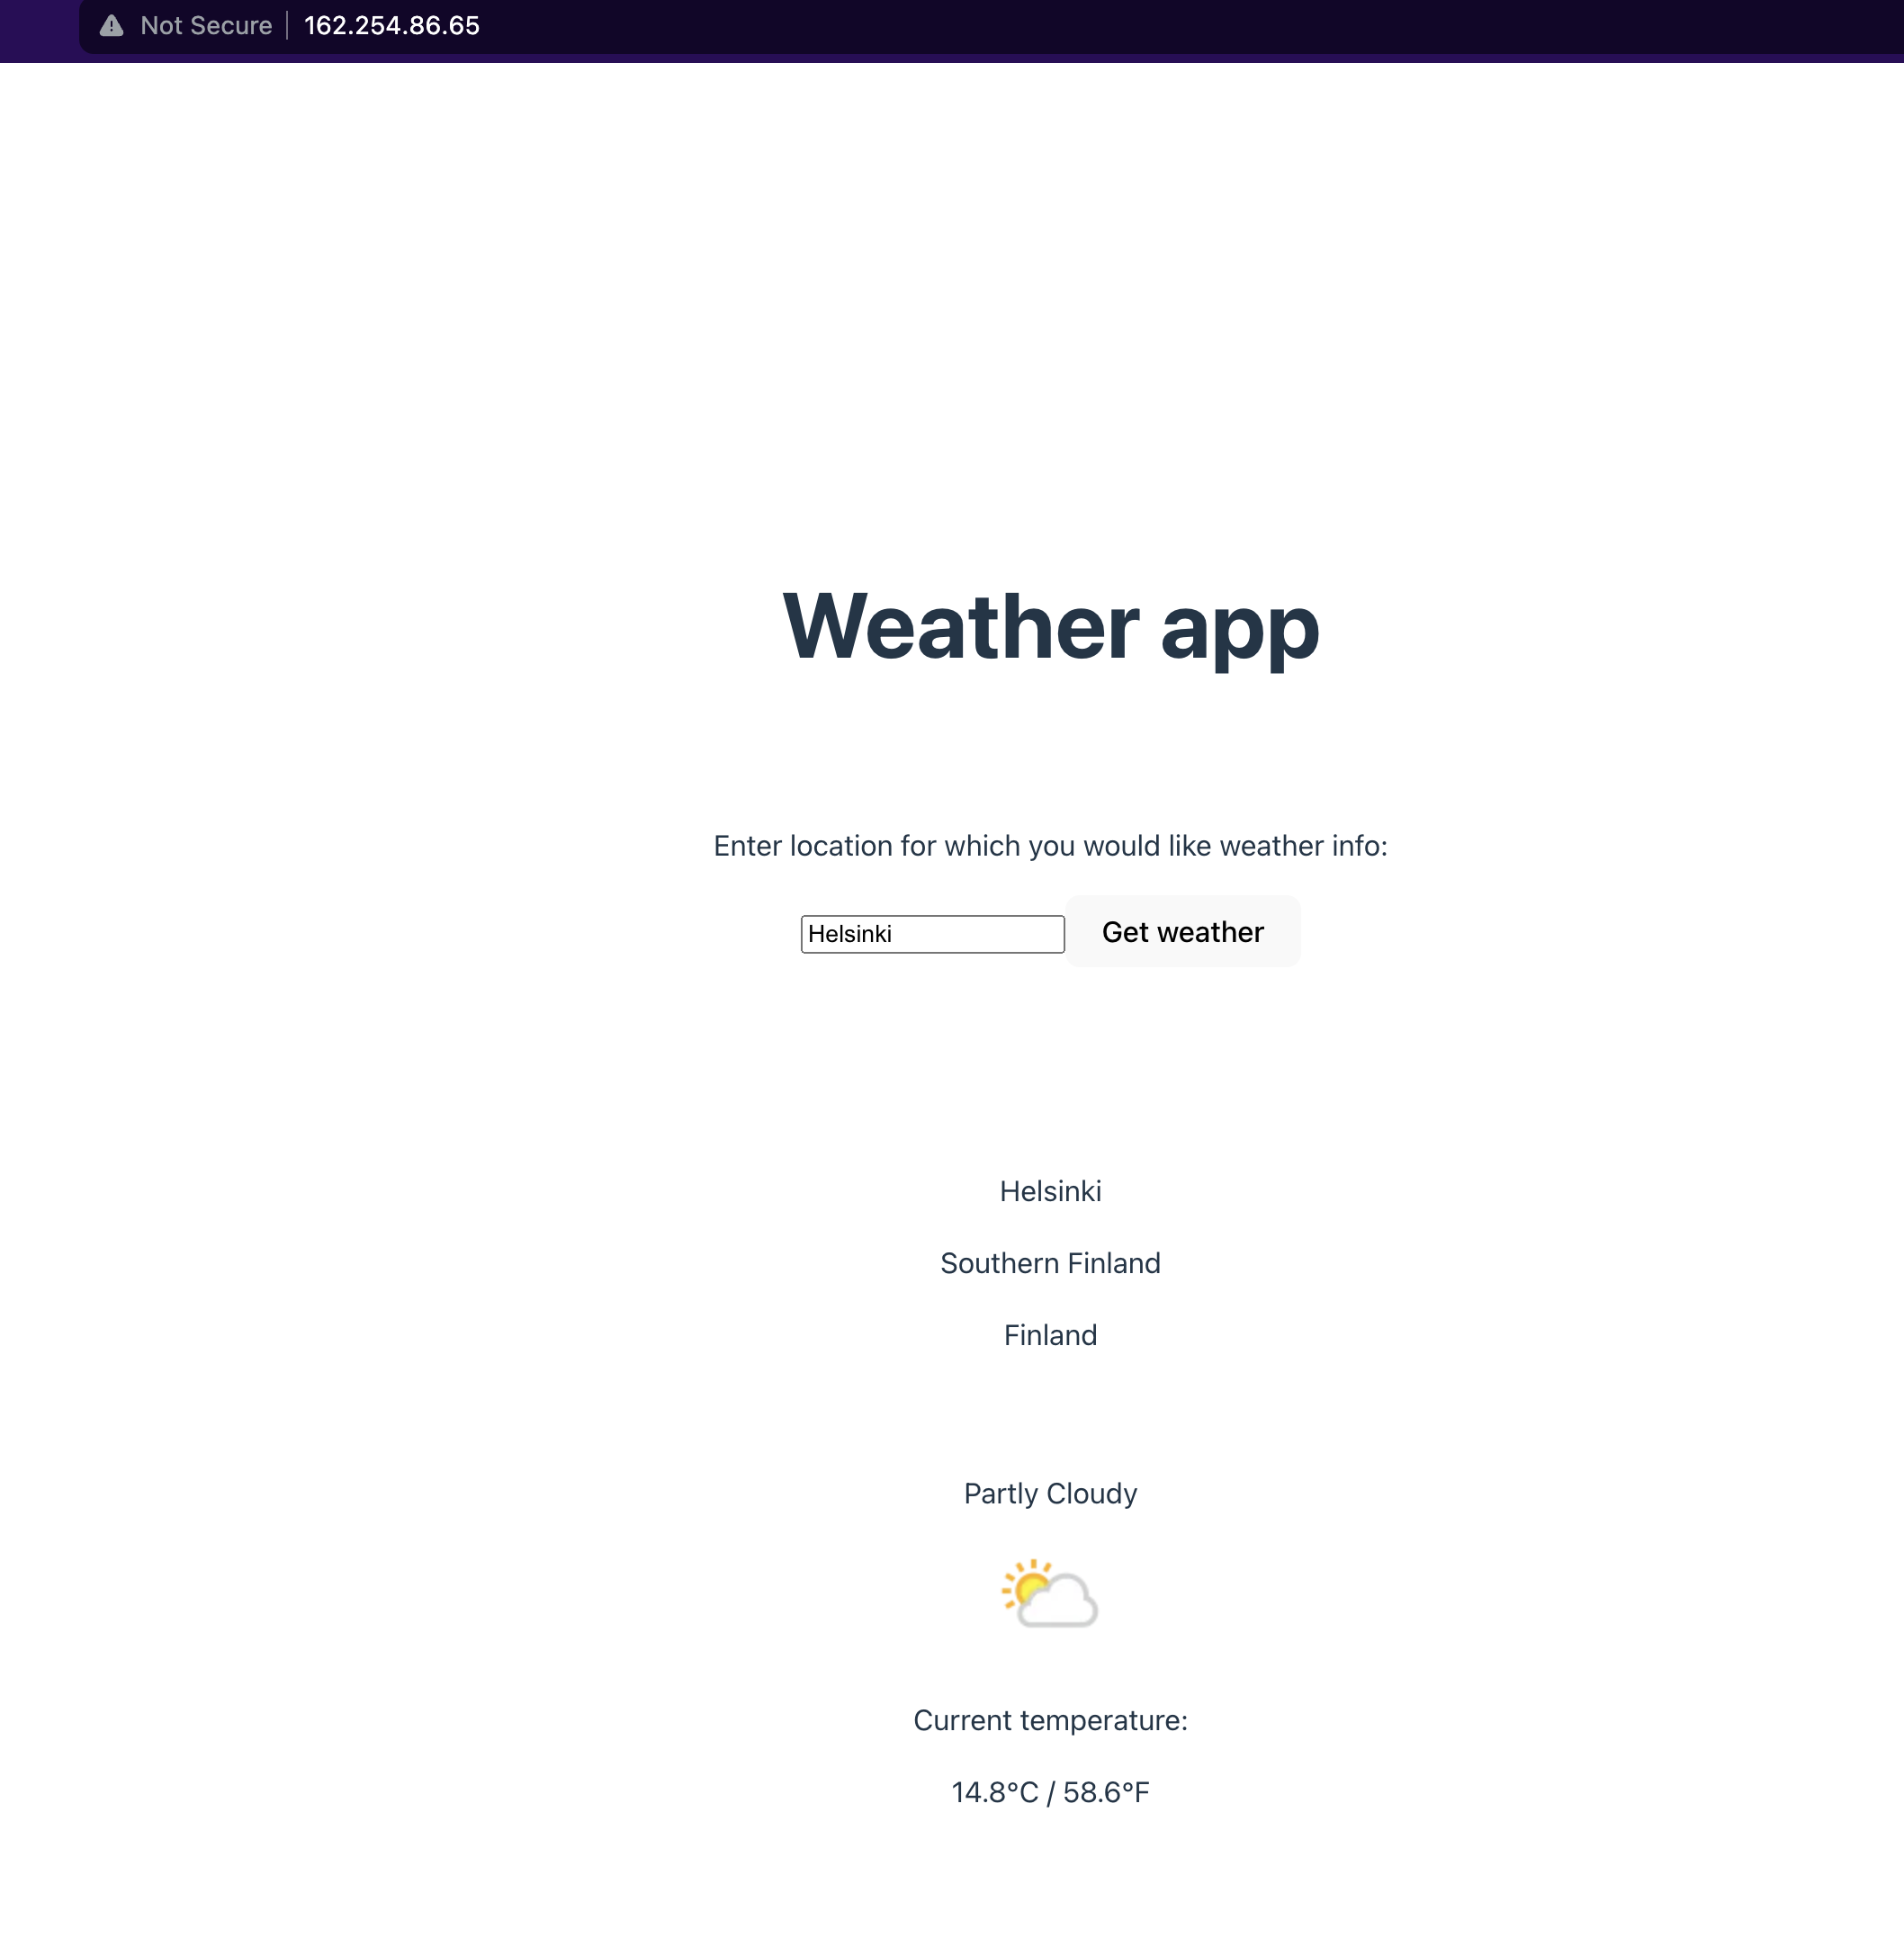 Not Secure 162.254.86.65
Weather app
Enter location for which you would like weather info:
Helsinki Get weather
Helsinki
Southern Finland
Finland
Partly Cloudy
Current temperature:
14.8°C / 58.6°F